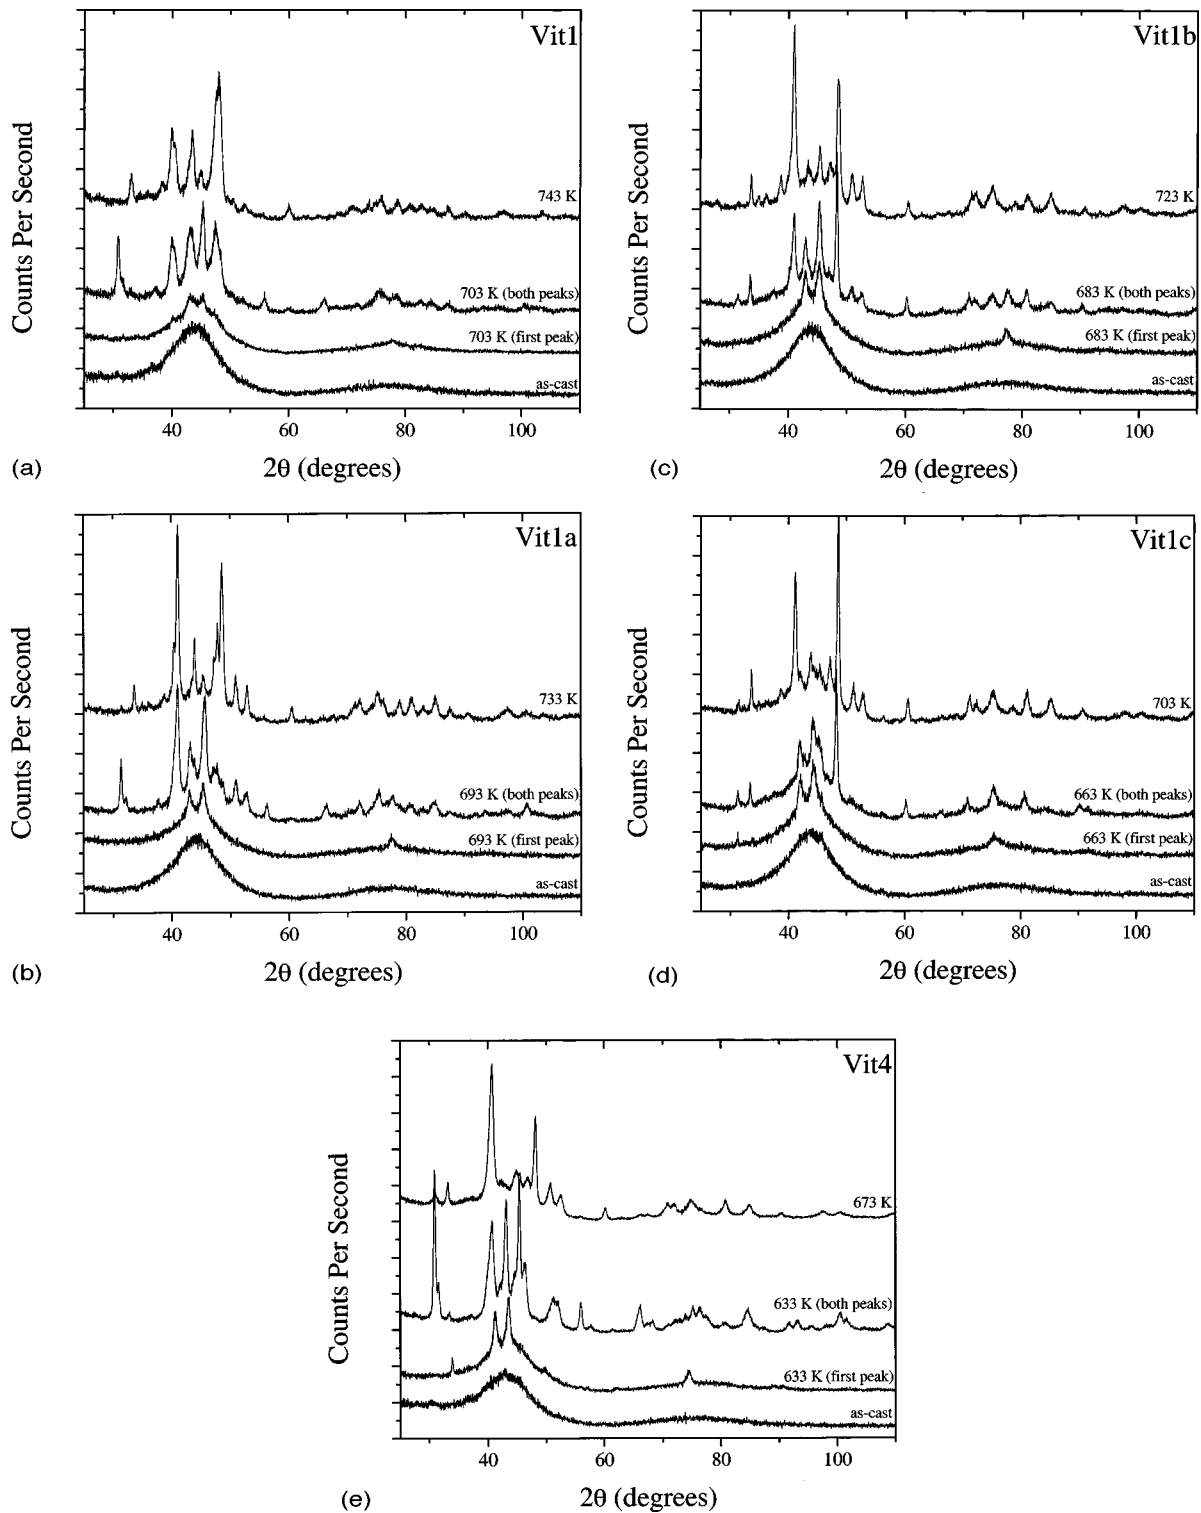 Vit1
Counts Per Second
743 K
703 K (both peaks)
703 K (first peak)
as-cast
40 60 80 100
(a) 2θ (degrees)
Vit1b
Counts Per Second
723 K
683 K (both peaks)
683 K (first peak)
as-cast
40 60 80 100
(c) 2θ (degrees)
Vit1a
Counts Per Second
733 K
693 K (both peaks)
693 K (first peak)
as-cast
40 60 80 100
(b) 2θ (degrees)
Vit1c
Counts Per Second
703 K
663 K (both peaks)
663 K (first peak)
as-cast
40 60 80 100
(d) 2θ (degrees)
Vit4
Counts Per Second
673 K
633 K (both peaks)
633 K (first peak)
as-cast
40 60 80 100
(e) 2θ (degrees)